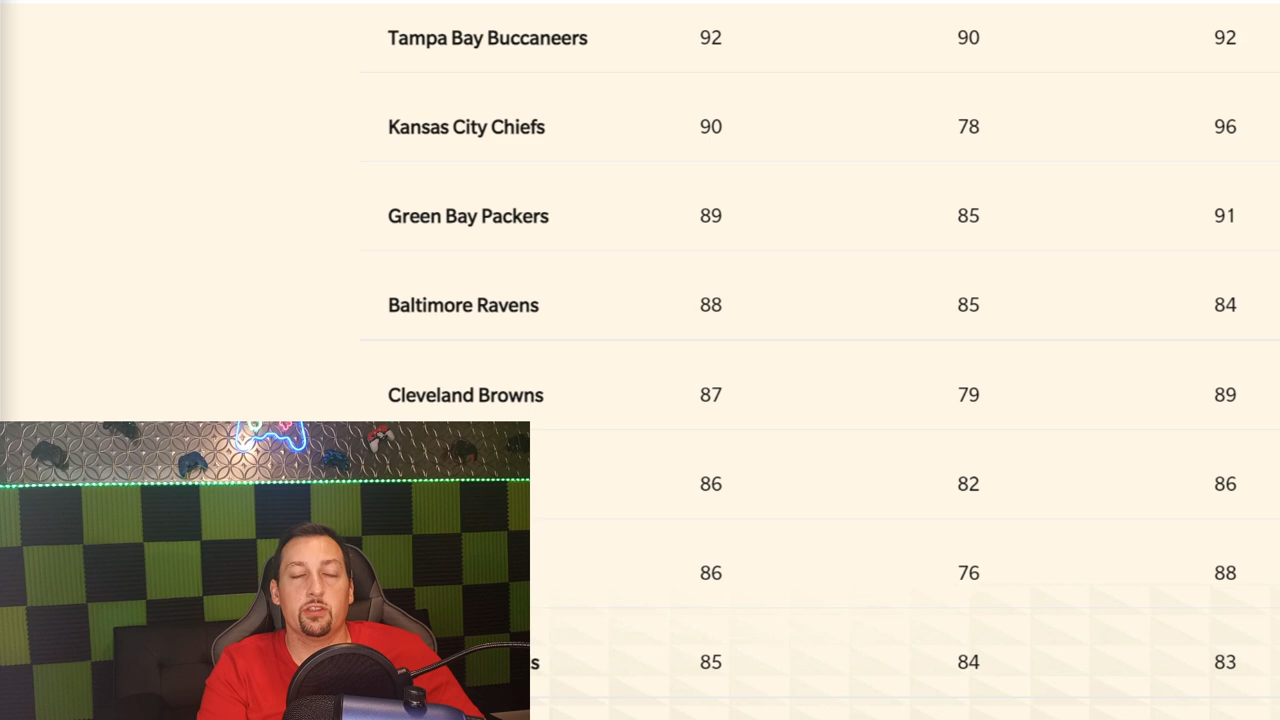 Tampa Bay Buccaneers 92 90 92
Kansas City Chiefs 90 78 96
Green Bay Packers 89 85 91
Baltimore Ravens 88 85 84
Cleveland Browns 87 79 89
86 82 86
86 76 88
s 85 84 83